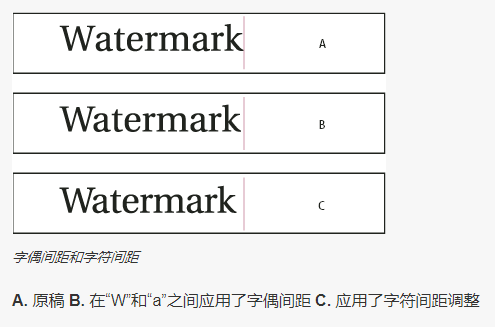 Watermark A
Watermark B
Watermark C
字偶间距和字符间距
A. 原稿 B. 在“W”和“a”之间应用了字偶间距 C. 应用了字符间距调整